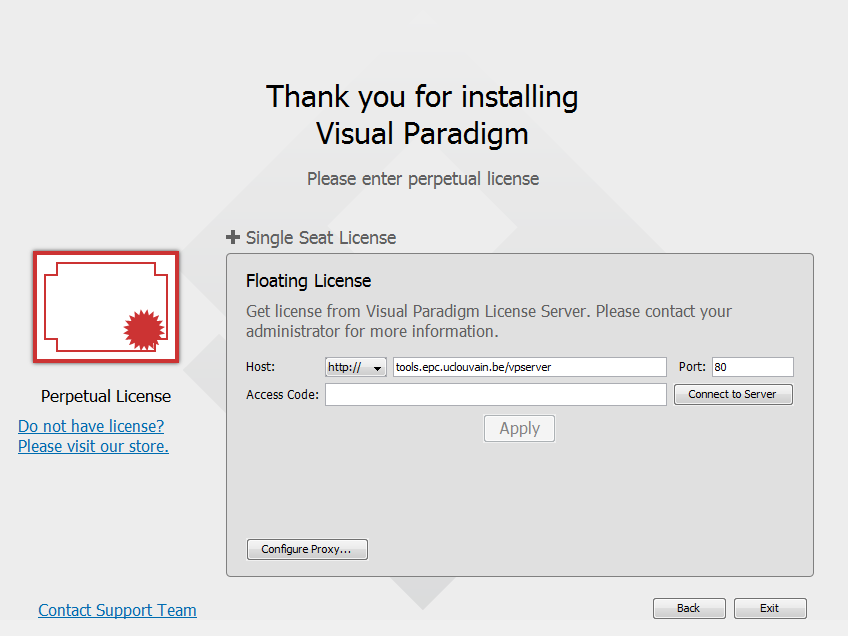 Thank you for installing
Visual Paradigm
Please enter perpetual license
Single Seat License
Floating License
Get license from Visual Paradigm License Server. Please contact your
administrator for more information.
Host: http:// tools.epc.uclouvain.be/vpserver Port: 80
Access Code: Connect to Server
Apply
Perpetual License
Do not have license?
Please visit our store.
Configure Proxy...
Contact Support Team
Back Exit